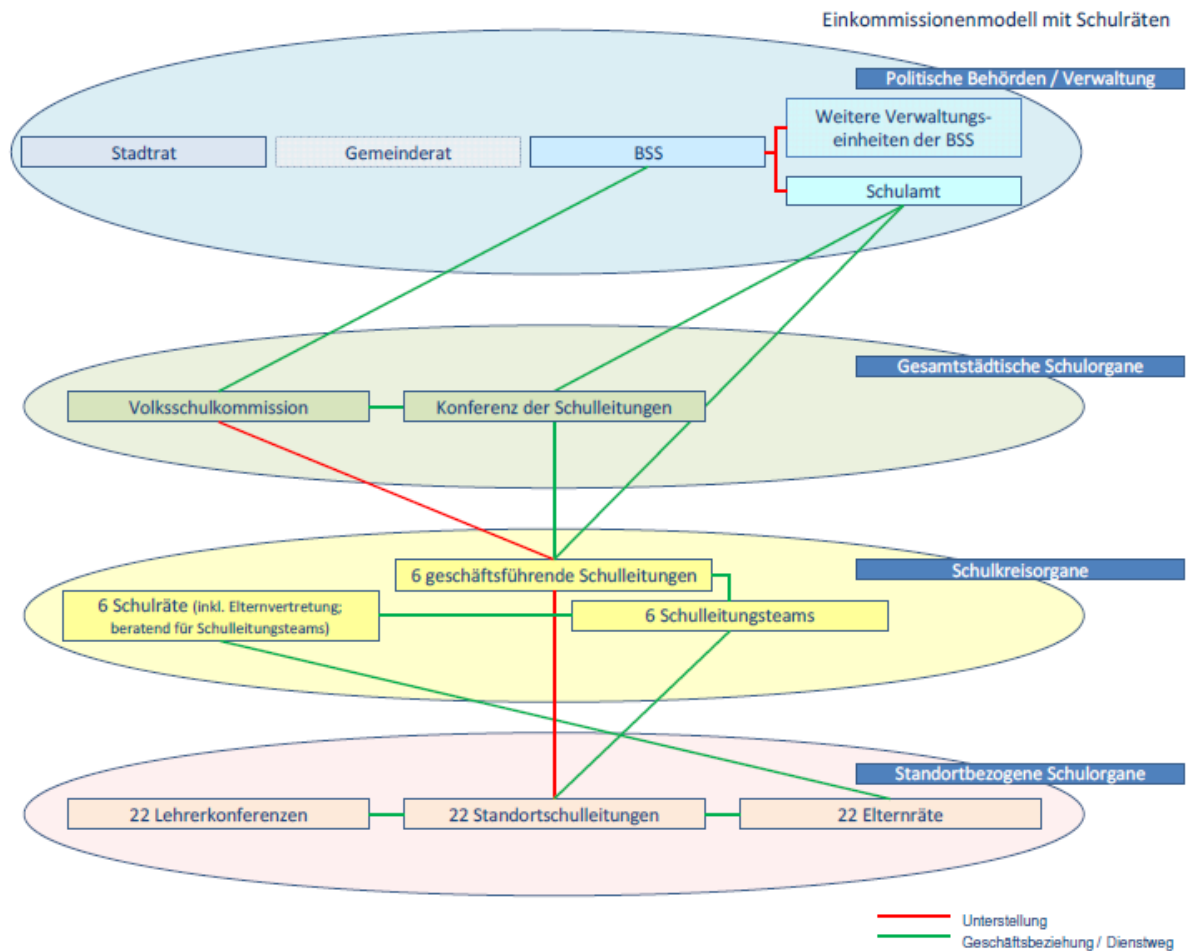 Einkommissionenmodell mit Schulräten
Politische Behörden / Verwaltung
Weitere Verwaltungs-
einheiten der BSS
Stadtrat
Gemeinderat
BSS
Schulamt
Gesamtstädtische Schulorgane
Volksschulkommission
Konferenz der Schulleitungen
Schulkreisorgane
6 geschäftsführende Schulleitungen
6 Schulräte (inkl. Elternvertretung;
beratend für Schulleitungsteams)
6 Schulleitungsteams
Standortbezogene Schulorgane
22 Lehrerkonferenzen
22 Standortschulleitungen
22 Elternräte
Unterstellung
Geschäftsbeziehung / Dienstweg